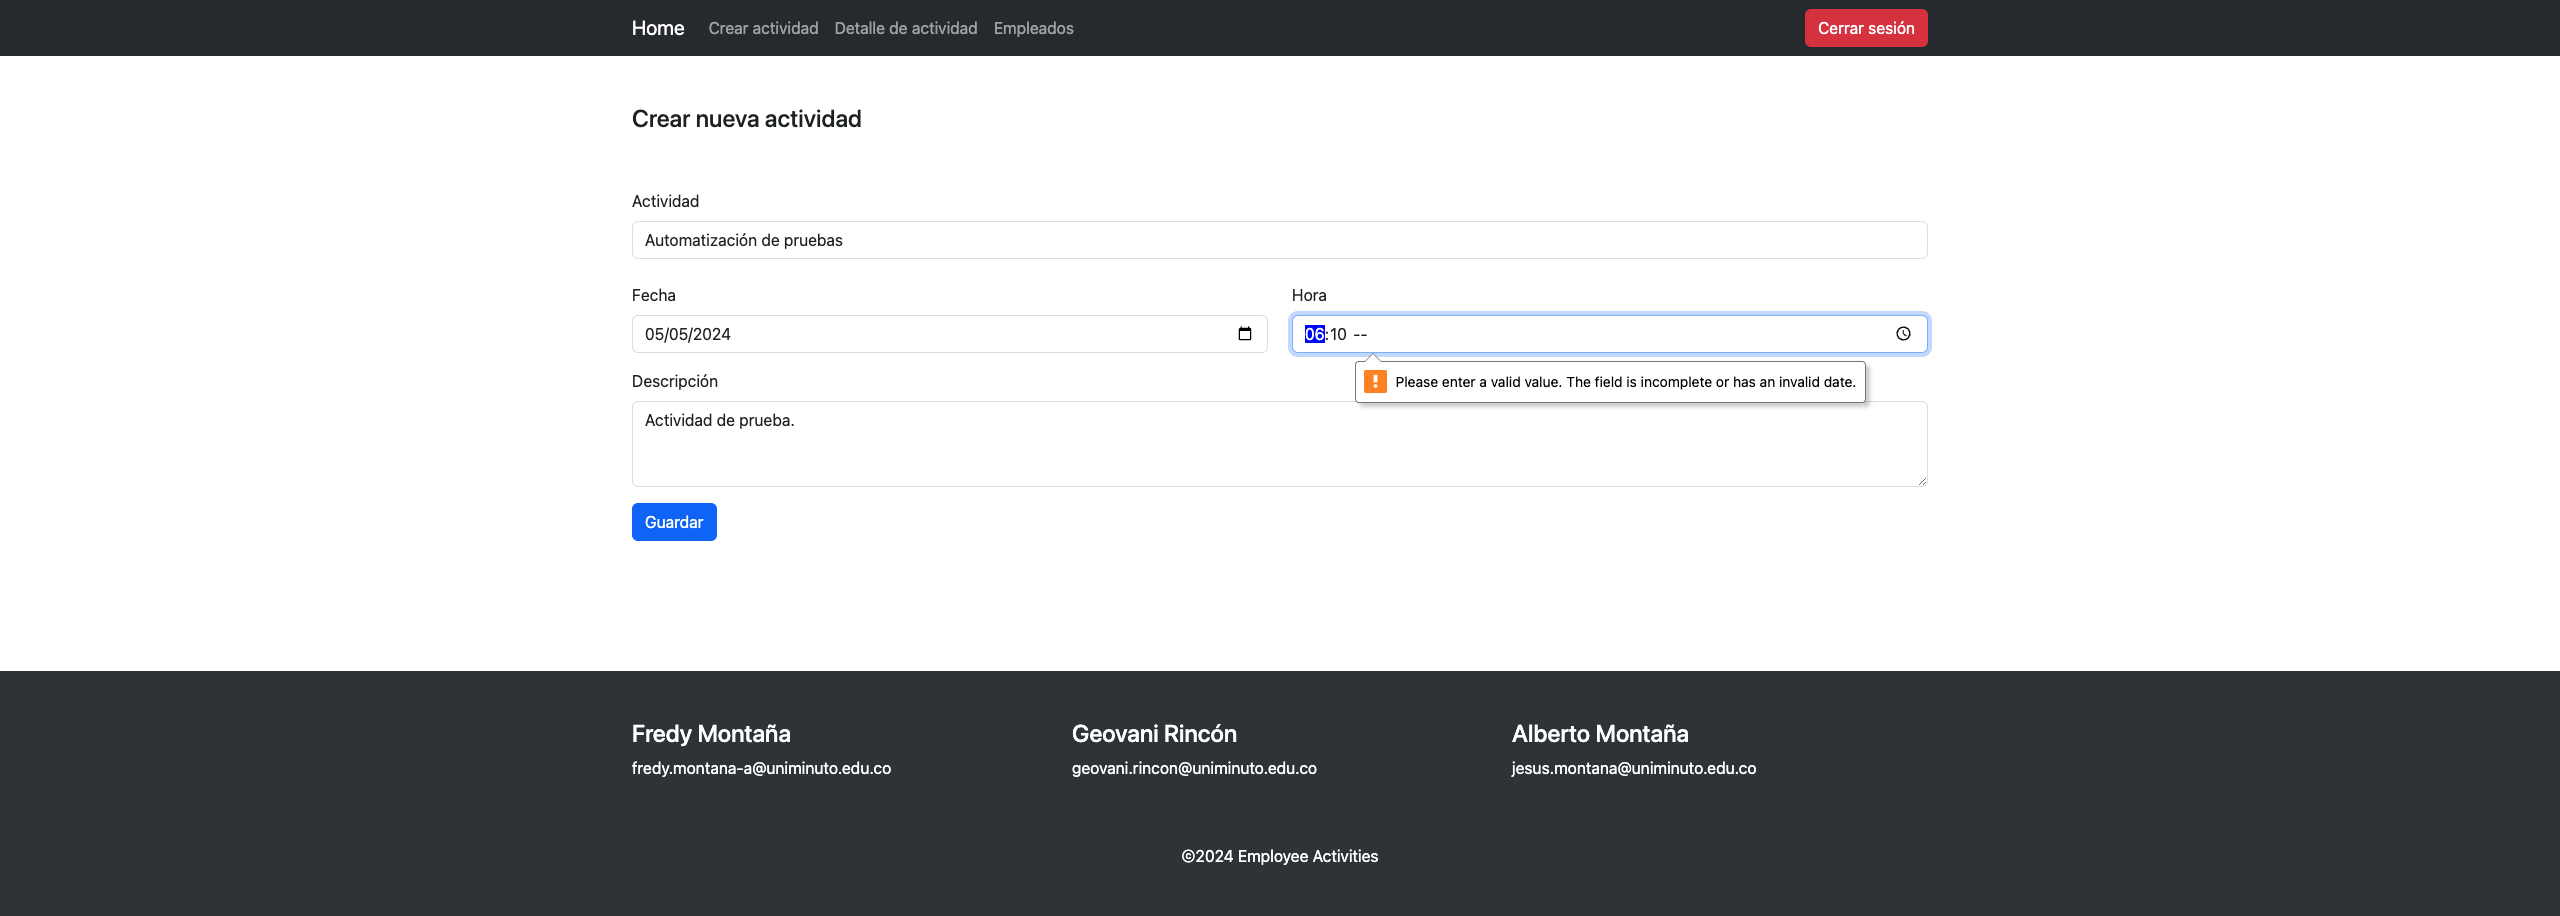 Home Crear actividad Detalle de actividad Empleados Cerrar sesión
Crear nueva actividad
Actividad
Automatización de pruebas
Fecha Hora
05/05/2024 06:10 --
Please enter a valid value. The field is incomplete or has an invalid date.
Descripción
Actividad de prueba.
Guardar
Fredy Montaña Geovani Rincón Alberto Montaña
fredy.montana-a@uniminuto.edu.co geovani.rincon@uniminuto.edu.co jesus.montana@uniminuto.edu.co
©2024 Employee Activities